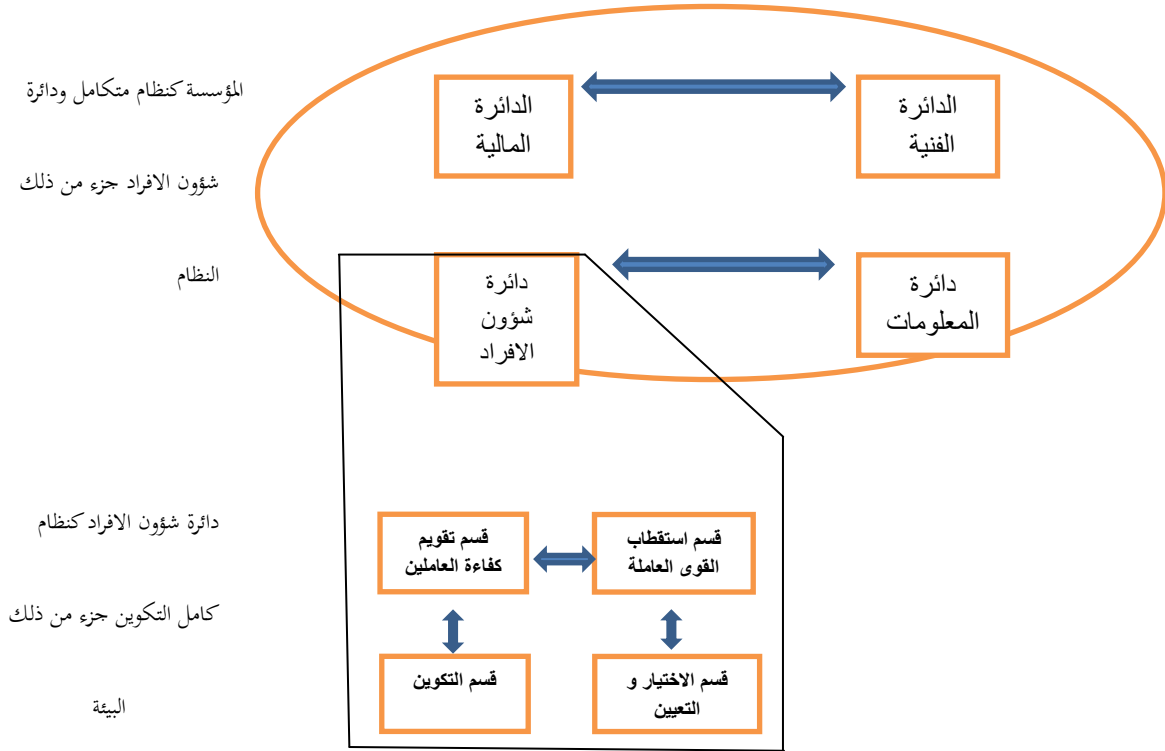 المؤسسة كنظام متكامل ودائرة
شؤون الافراد جزء من ذلك
النظام
الدائرة
المالية
الدائرة
الفنية
دائرة
شؤون
الافراد
دائرة
المعلومات
دائرة شؤون الافراد كنظام
كامل التكوين جزء من ذلك
البيئة
قسم استقطاب
القوى العاملة
قسم تقويم
كفاءة العاملين
قسم الاختيار و
التعيين
قسم التكوين